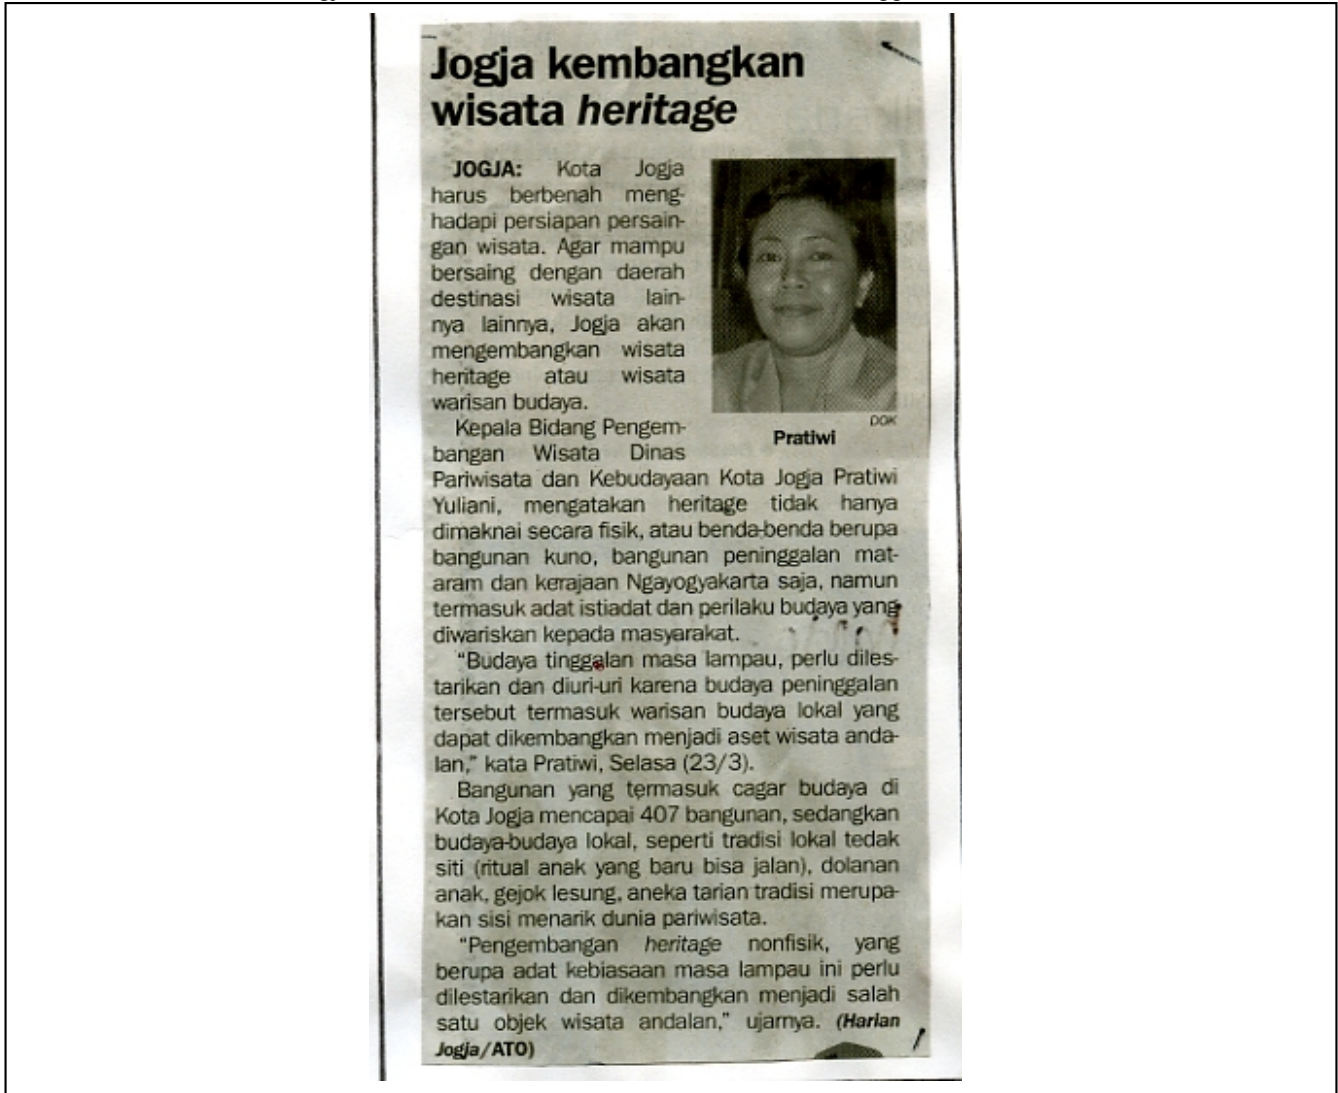 Jogja kembangkan
wisata heritage
JOGJA: Kota Jogja
harus berbenah meng-
hadapi persiapan persain-
gan wisata. Agar mampu
bersaing dengan daerah
destinasi wisata lain-
nya lainnya, Jogja akan
mengembangkan wisata
heritage atau wisata
warisan budaya.
DOK
Pratiwi
Kepala Bidang Pengem-
bangan Wisata Dinas
Pariwisata dan Kebudayaan Kota Jogja Pratiwi
Yuliani, mengatakan heritage tidak hanya
dimaknai secara fisik, atau benda-benda berupa
bangunan kuno, bangunan peninggalan mat-
aram dan kerajaan Ngayogyakarta saja, namun
termasuk adat istiadat dan perilaku budaya yang
diwariskan kepada masyarakat.
“Budaya tinggalan masa lampau, perlu diles-
tarikan dan diuri-uri karena budaya peninggalan
tersebut termasuk warisan budaya lokal yang
dapat dikembangkan menjadi aset wisata anda-
lan,” kata Pratiwi, Selasa (23/3).
Bangunan yang termasuk cagar budaya di
Kota Jogja mencapai 407 bangunan, sedangkan
budaya-budaya lokal, seperti tradisi lokal tedak
siti (ritual anak yang baru bisa jalan), dolanan
anak, gejok lesung, aneka tarian tradisi merupa-
kan sisi menarik dunia pariwisata.
“Pengembangan heritage nonfisik, yang
berupa adat kebiasaan masa lampau ini perlu
dilestarikan dan dikembangkan menjadi salah
satu objek wisata andalan,” ujarnya. (Harian
Jogja/ATO)